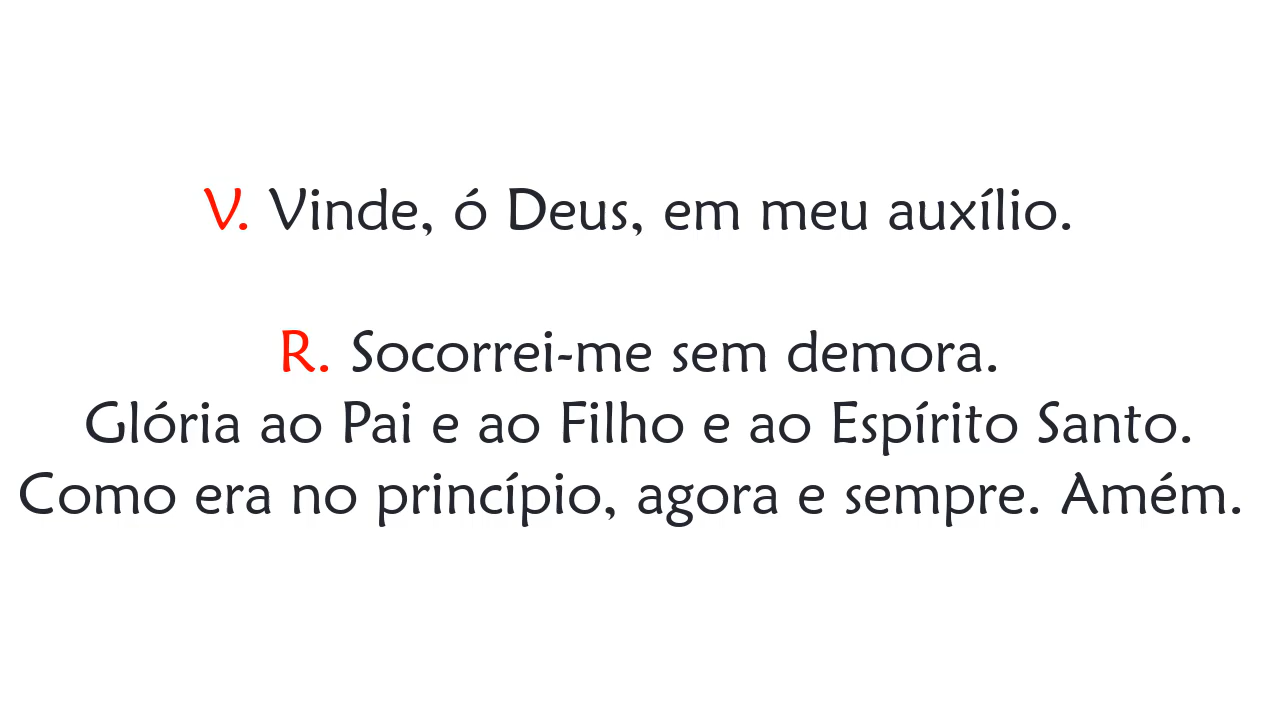 V. Vinde, ó Deus, em meu auxílio.
R. Socorrei-me sem demora.
Glória ao Pai e ao Filho e ao Espírito Santo.
Como era no princípio, agora e sempre. Amém.